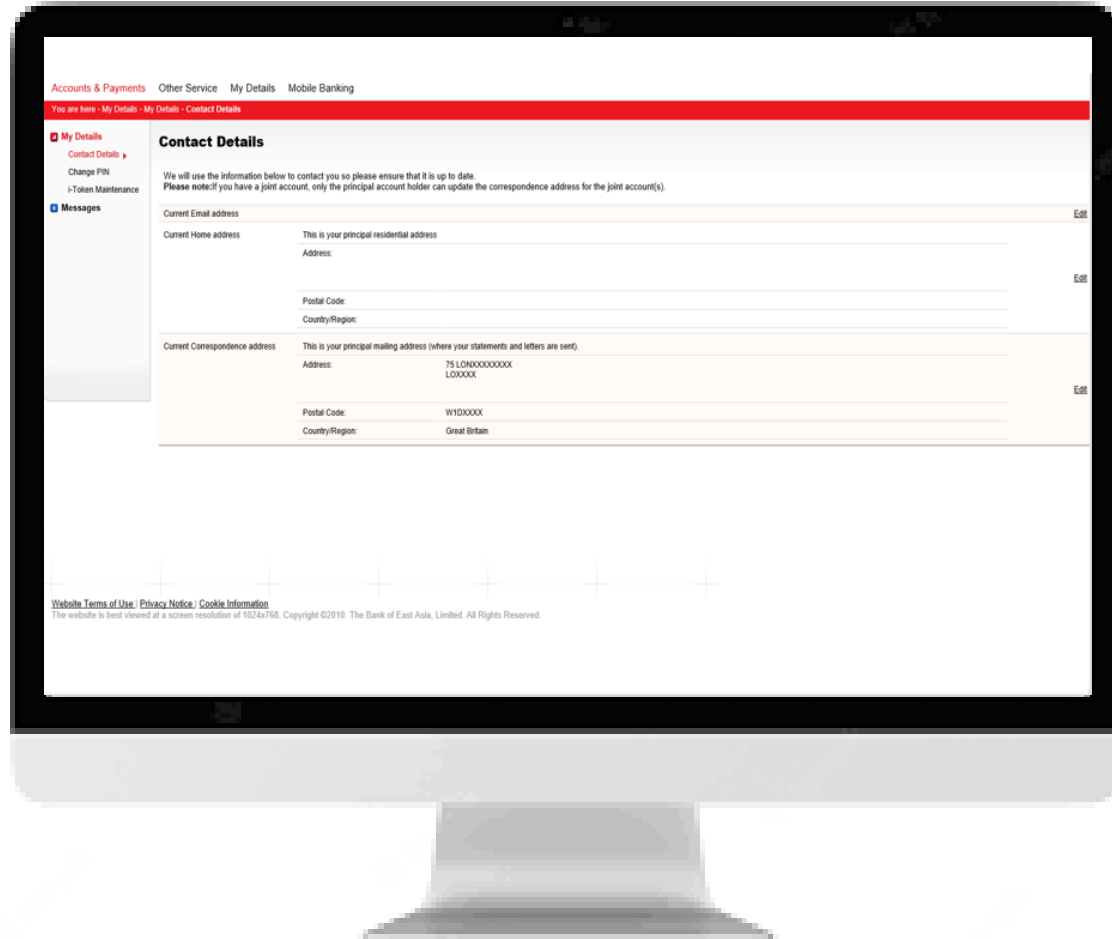 Accounts & Payments Other Service My Details Mobile Banking
You are here - My Details - My Details - Contact Details
My Details
Contact Details
Change PIN
i-Token Maintenance
Messages
Contact Details
We will use the information below to contact you so please ensure that it is up to date.
Please note:If you have a joint account, only the principal account holder can update the correspondence address for the joint account(s).
Current Email address Edit
Current Home address This is your principal residential address
Address:
Edit
Postal Code:
Country/Region:
Current Correspondence address This is your principal mailing address (where your statements and letters are sent).
Address: 75 LONXXXXXXXXX
LOXXXX
Edit
Postal Code: W1DXXXX
Country/Region: Great Britain
Website Terms of Use | Privacy Notice | Cookie Information
The website is best viewed at a screen resolution of 1024x768. Copyright ©2010. The Bank of East Asia, Limited. All Rights Reserved.